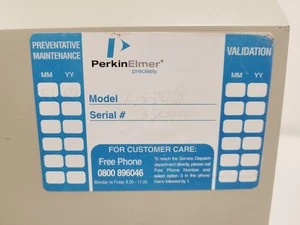 PREVENTATIVE
MAINTENANCE
MM YY
PerkinElmer®
precisely.
VALIDATION
MM YY
Model
Serial #
FOR CUSTOMER CARE:
Free Phone
0800 896046
Monday to Friday 8.00 - 17.00
To reach the Service Dispatch
department directly, please call
Free Phone Number and
select option 3 in the phone
menu followed by 1.